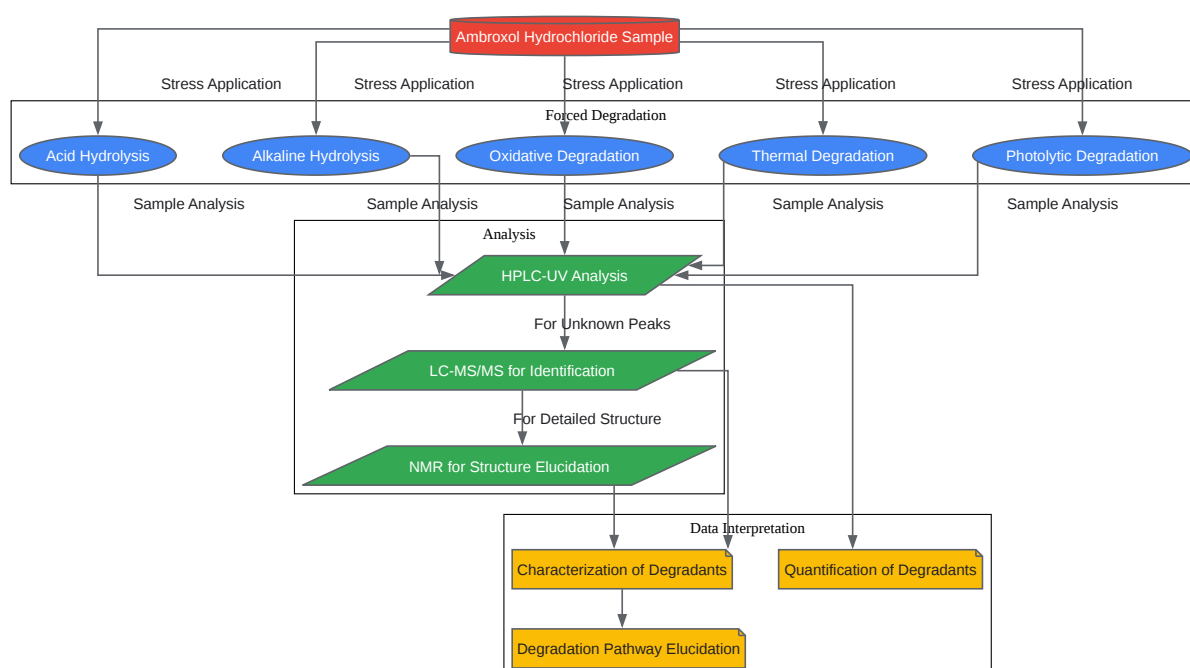 Ambroxol Hydrochloride Sample
Stress Application
Stress Application
Stress Application
Stress Application
Stress Application
Forced Degradation
Acid Hydrolysis
Alkaline Hydrolysis
Oxidative Degradation
Thermal Degradation
Photolytic Degradation
Sample Analysis
Sample Analysis
Sample Analysis
Sample Analysis
Sample Analysis
Analysis
HPLC-UV Analysis
For Unknown Peaks
LC-MS/MS for Identification
For Detailed Structure
NMR for Structure Elucidation
Data Interpretation
Characterization of Degradants
Quantification of Degradants
Degradation Pathway Elucidation